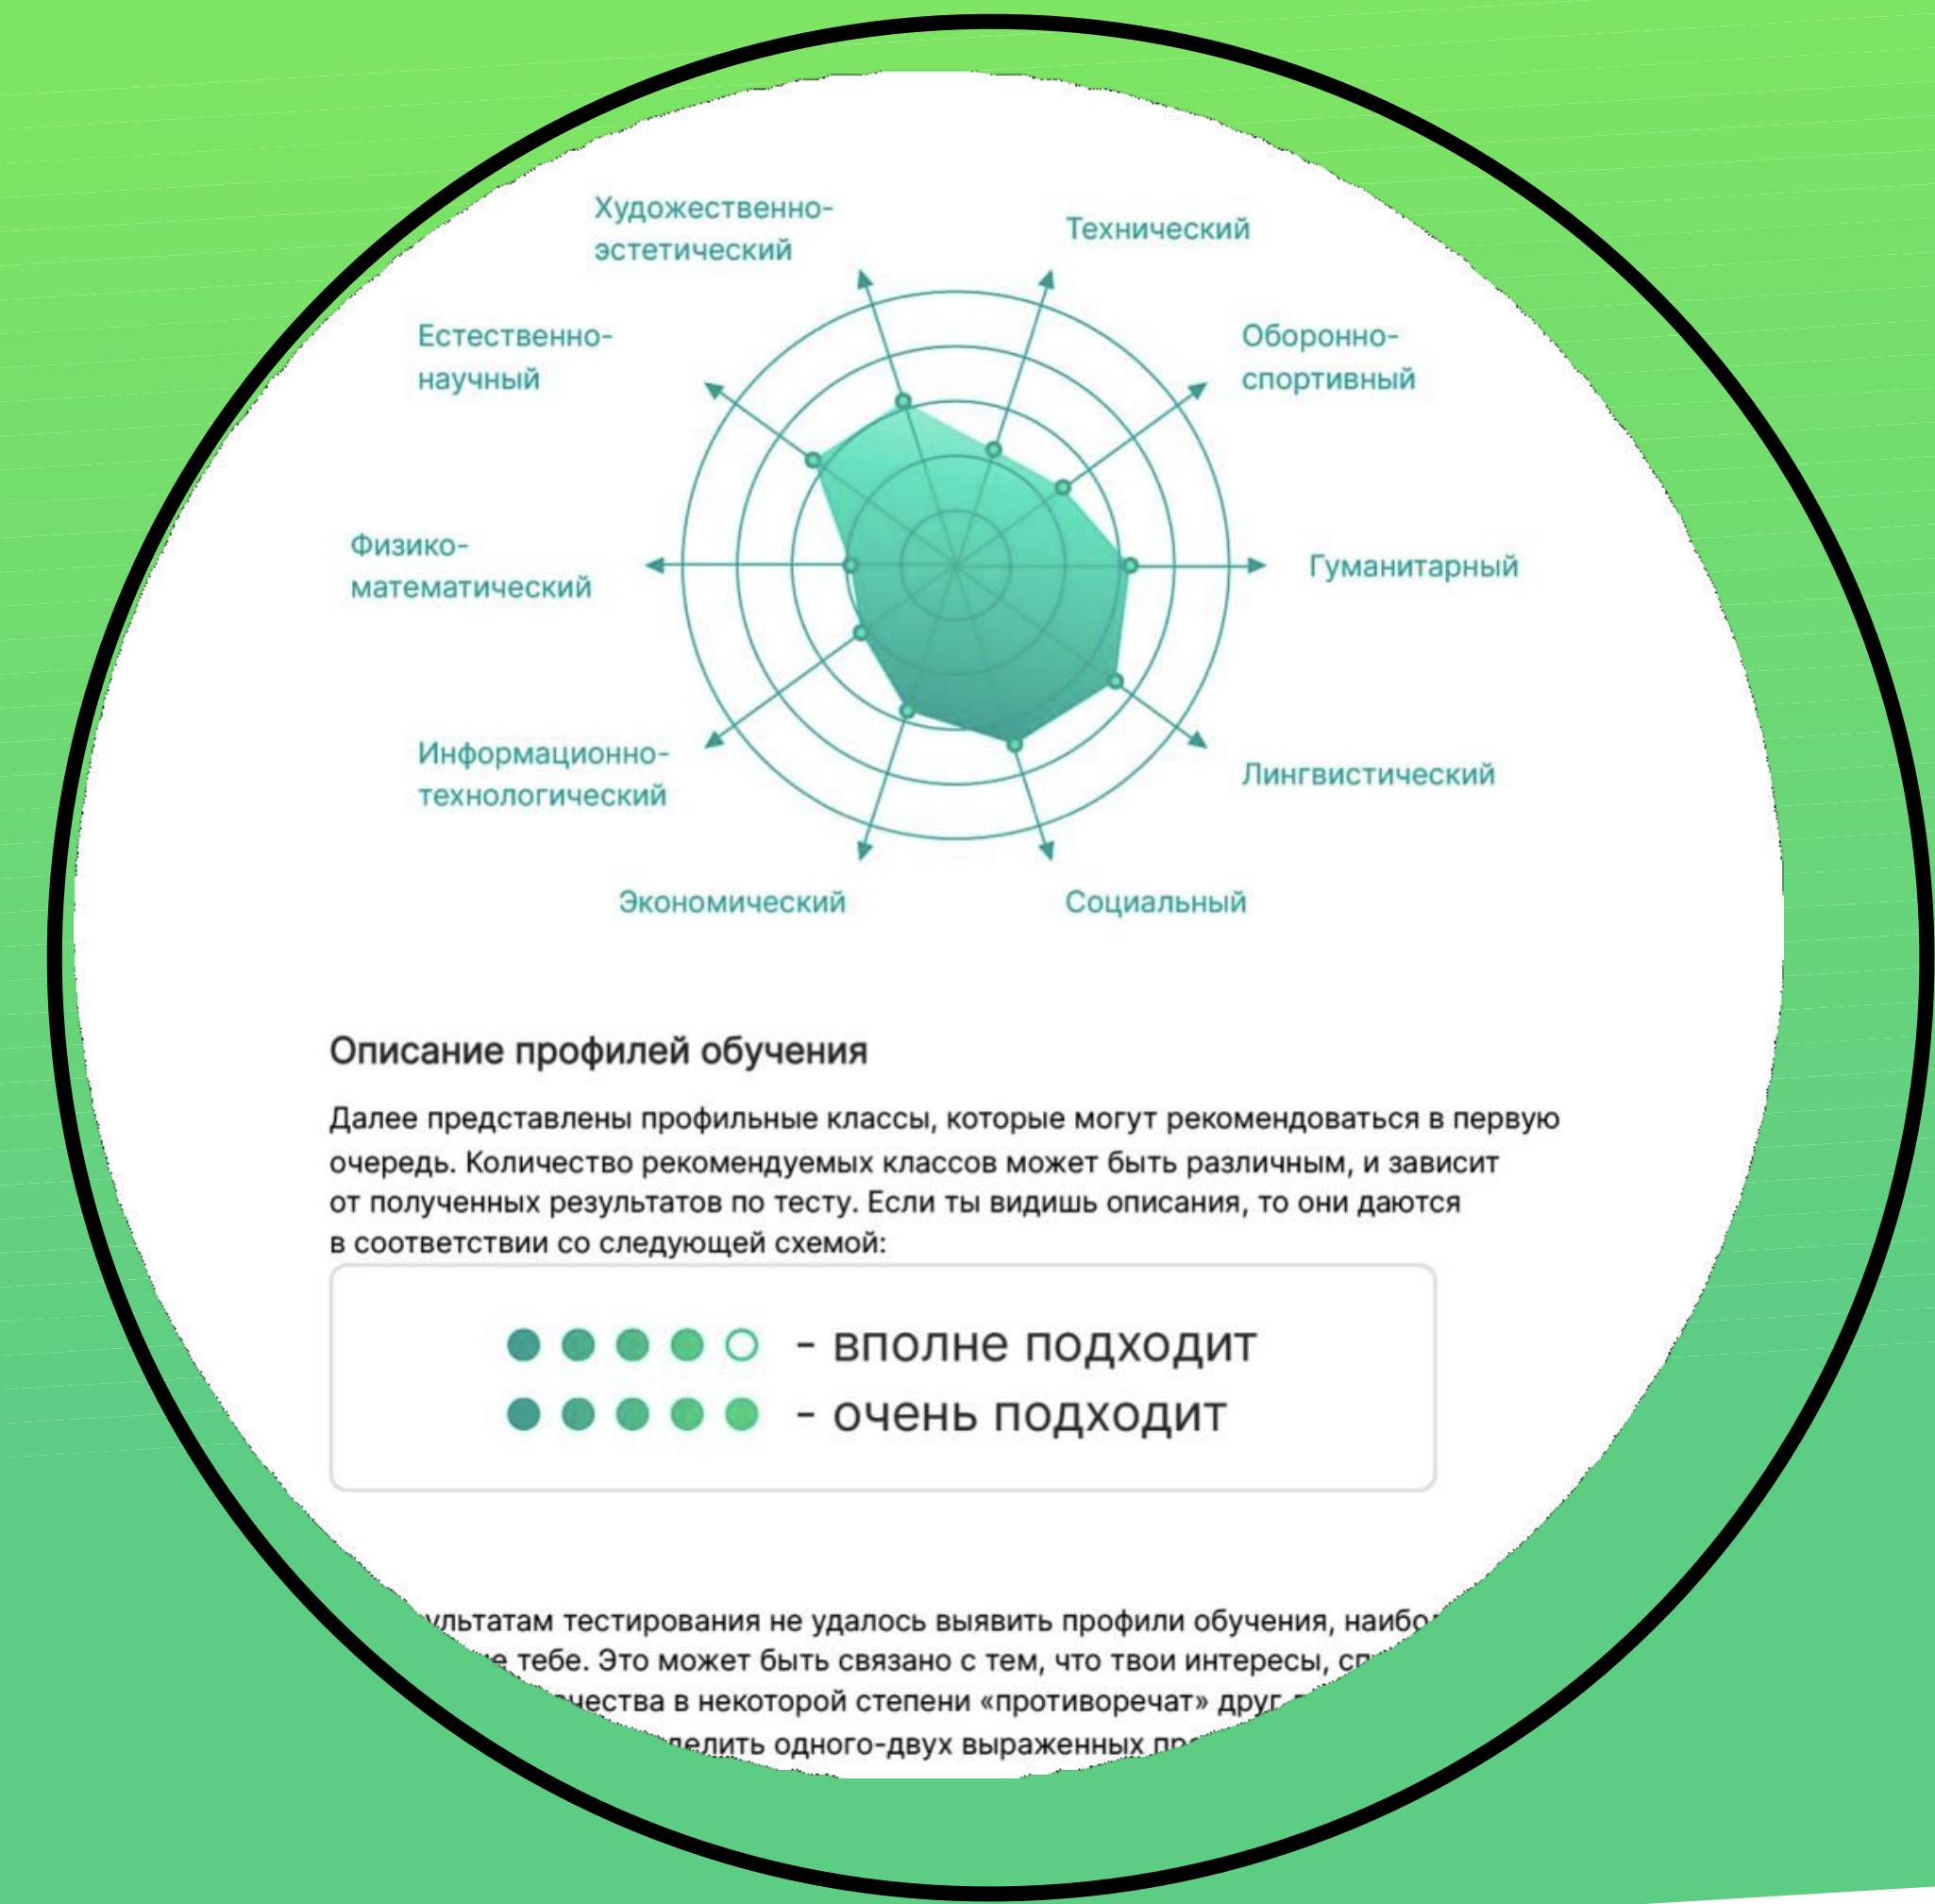 Художественно-
эстетический
Технический
Естественно-
научный
Оборонно-
спортивный
Физико-
математический
Гуманитарный
Информационно-
технологический
Лингвистический
Экономический
Социальный
Описание профилей обучения
Далее представлены профильные классы, которые могут рекомендоваться в первую
очередь. Количество рекомендуемых классов может быть различным, и зависит
от полученных результатов по тесту. Если ты видишь описания, то они даются
в соответствии со следующей схемой:
- вполне подходит
- очень подходит
тестирования не удалось выявить профили обучения,
тебе. Это может быть связано с тем, что твои интересы,
в некоторой степени «противоречат» друг
одного-двух выраженных